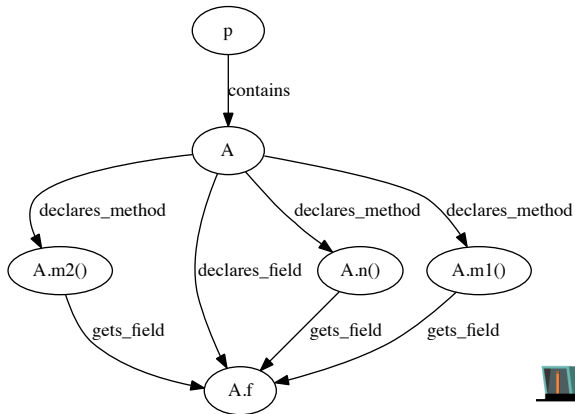 p
contains
A
declares_method
declares_method
declares_method
declares_field
A.m2()
A.n()
A.m1()
gets_field
gets_field
gets_field
A.f